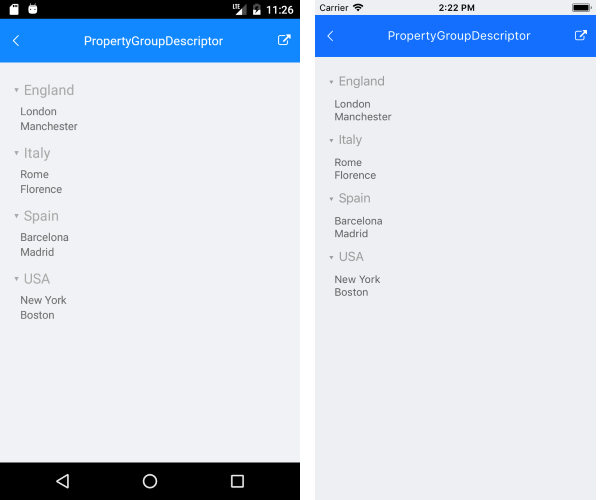 LTE 11:26
PropertyGroupDescriptor
England
London
Manchester
Italy
Rome
Florence
Spain
Barcelona
Madrid
USA
New York
Boston
Carrier 2:22 PM
PropertyGroupDescriptor
England
London
Manchester
Italy
Rome
Florence
Spain
Barcelona
Madrid
USA
New York
Boston